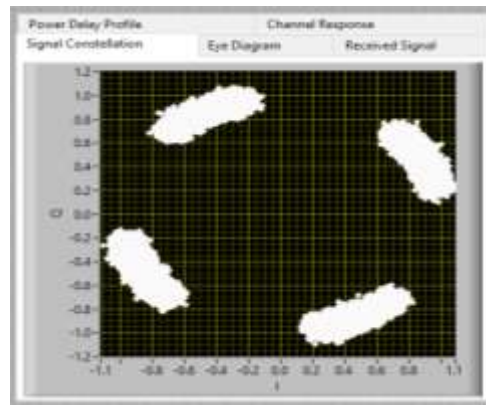 Power Delay Profile Channel Response
Signal Constellation Eye Diagram Received Signal
1.2
1.0
0.8
0.6
0.4
0.2
Q 0.0
-0.2
-0.4
-0.6
-0.8
-1.0
-1.2
-1.1 -0.8 -0.6 -0.4 -0.2 0.0 0.2 0.4 0.6 0.8 1.1
I